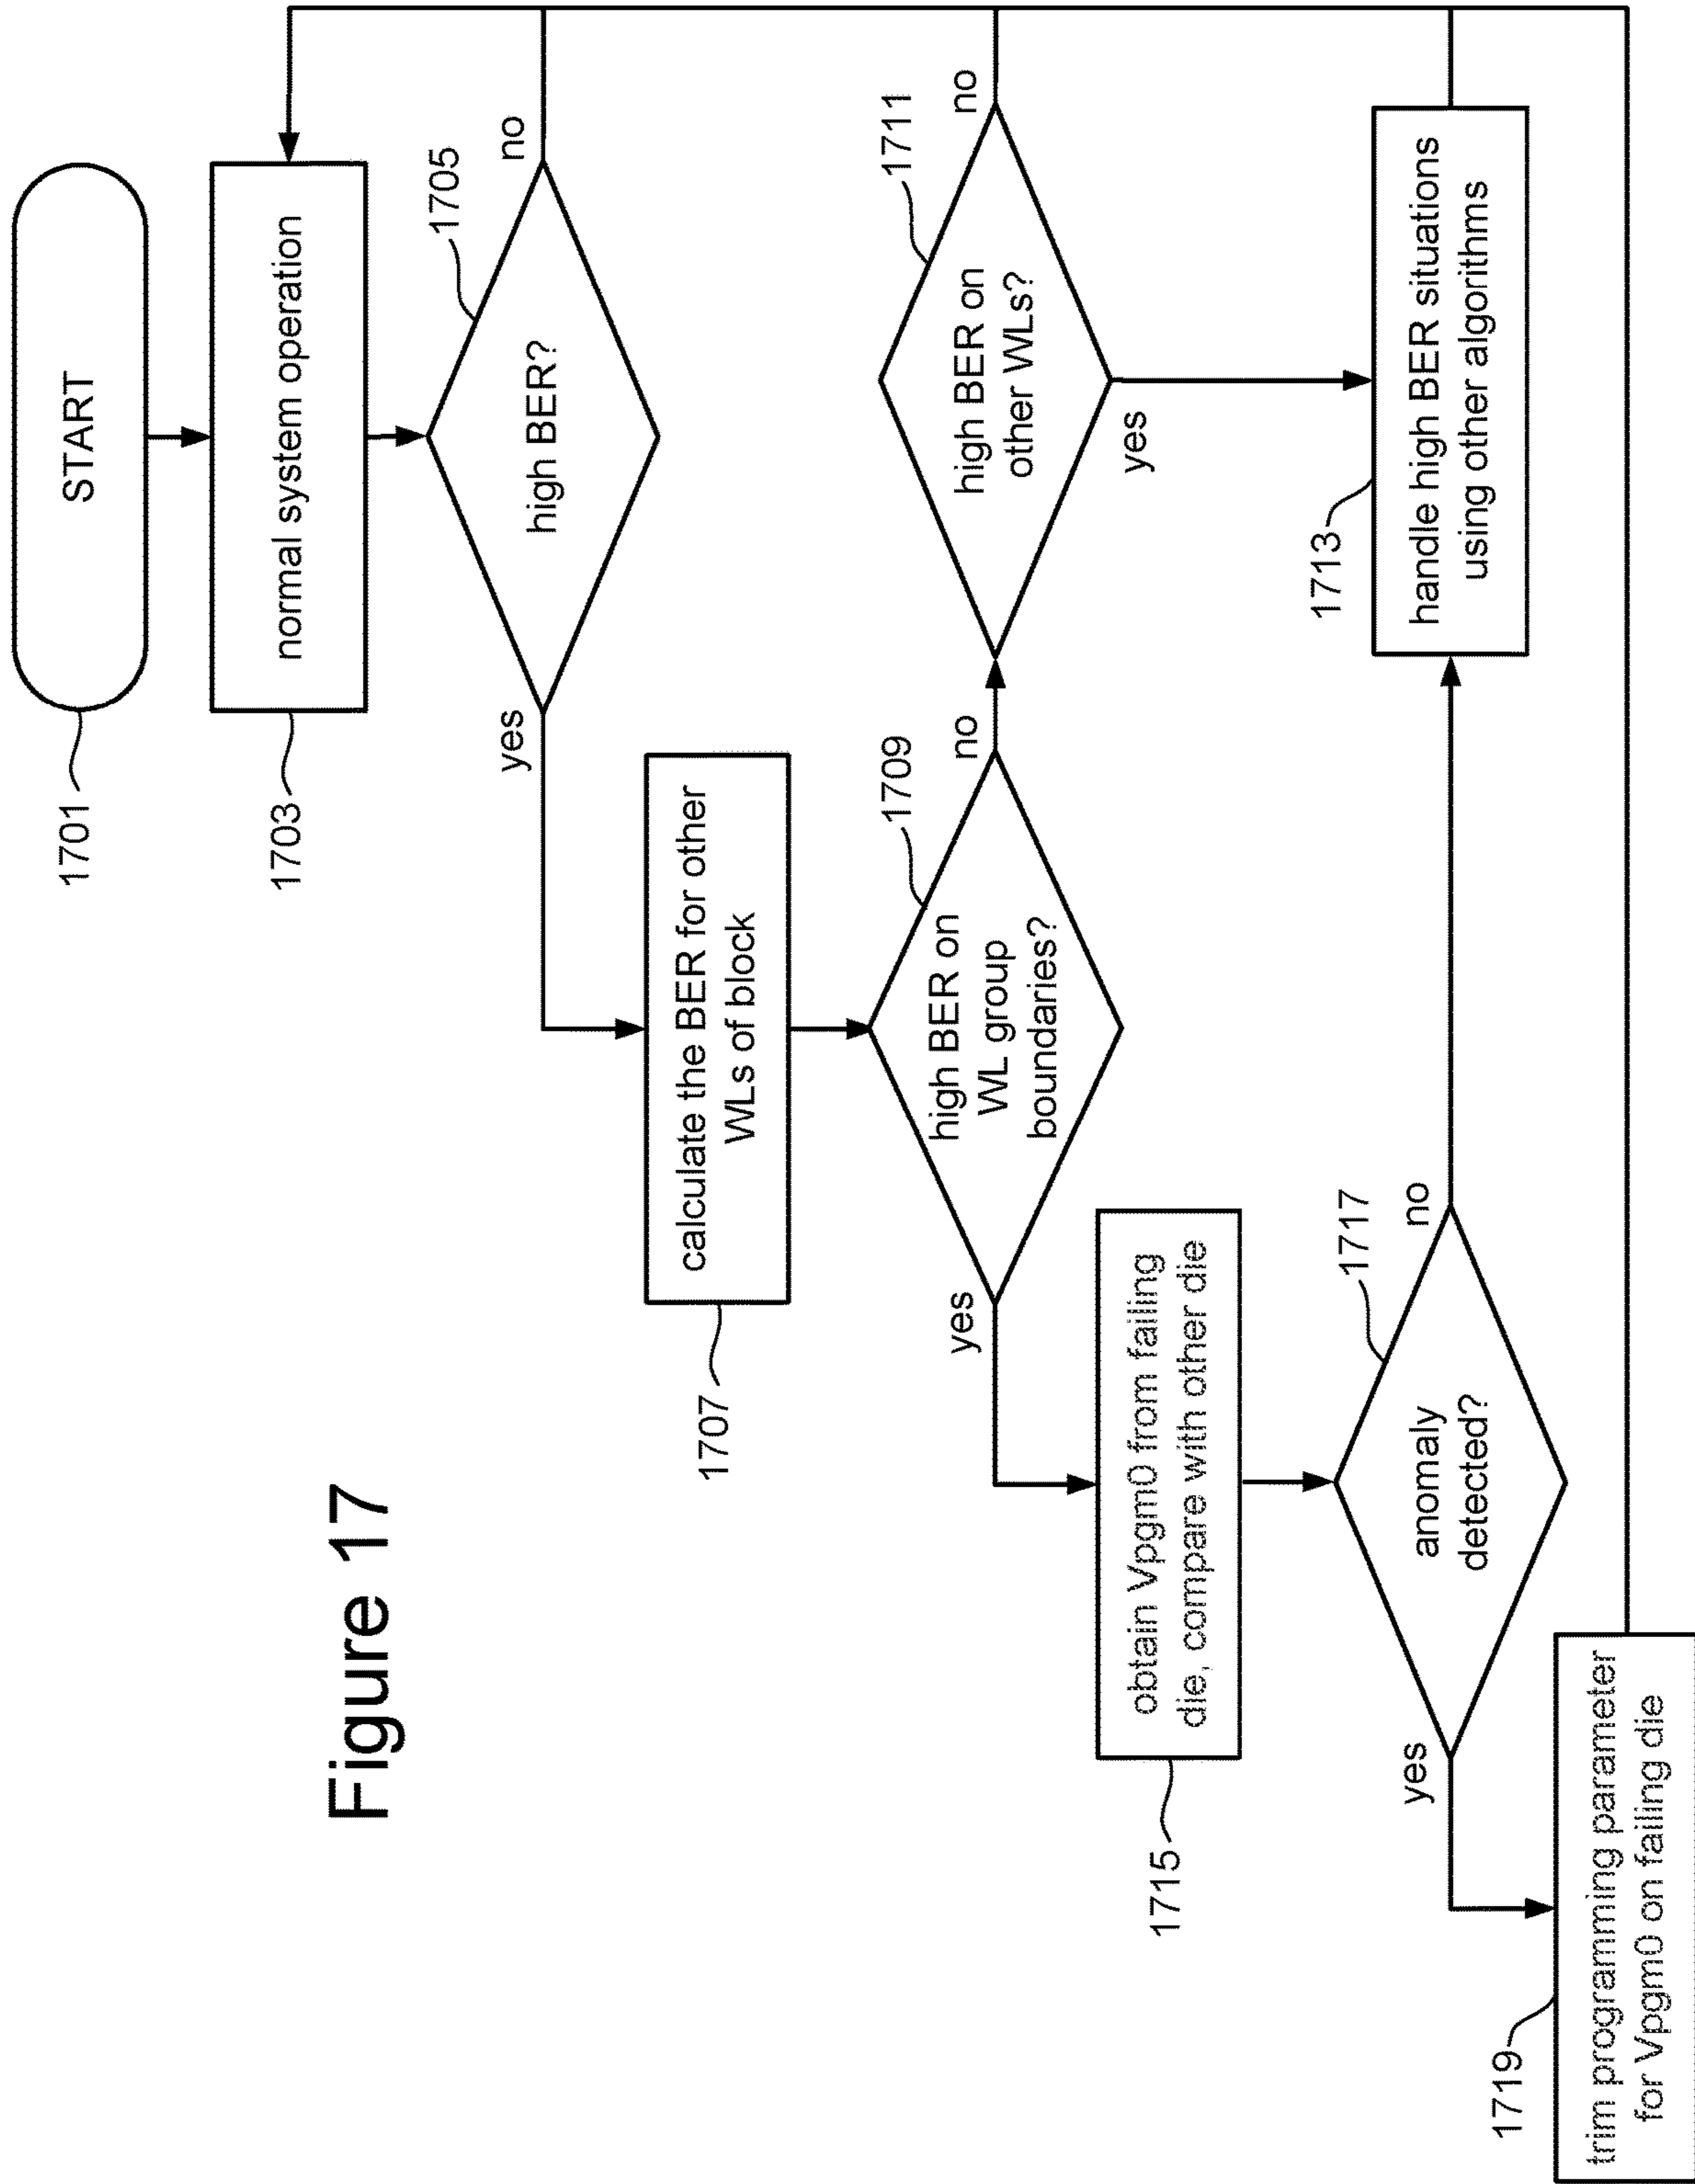 Figure 17
START
1701
normal system operation
1703
high BER?
1705
no
yes
calculate the BER for other
WLs of block
1707
high BER on
WL group
boundaries?
1709
no
yes
high BER on
other WLs?
1711
no
yes
handle high BER situations
using other algorithms
1713
obtain Vpgm0 from failing
die, compare with other die
1715
anomaly
detected?
1717
no
yes
trim programming parameter
for Vpgm0 on failing die
1719